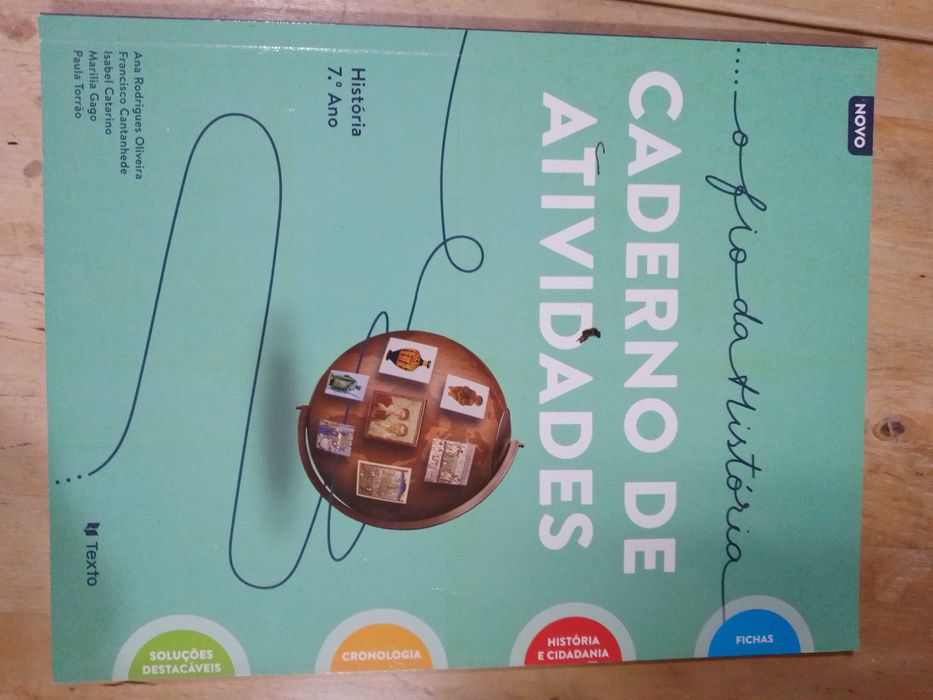 NOVO
o fio da História
CADERNO DE
ATIVIDADES
História
7.º Ano
Ana Rodrigues Oliveira
Francisco Cantanhede
Isabel Catarino
Marília Gago
Paula Torrão
FICHAS
HISTÓRIA
E CIDADANIA
CRONOLOGIA
SOLUÇÕES
DESTACÁVEIS
Texto